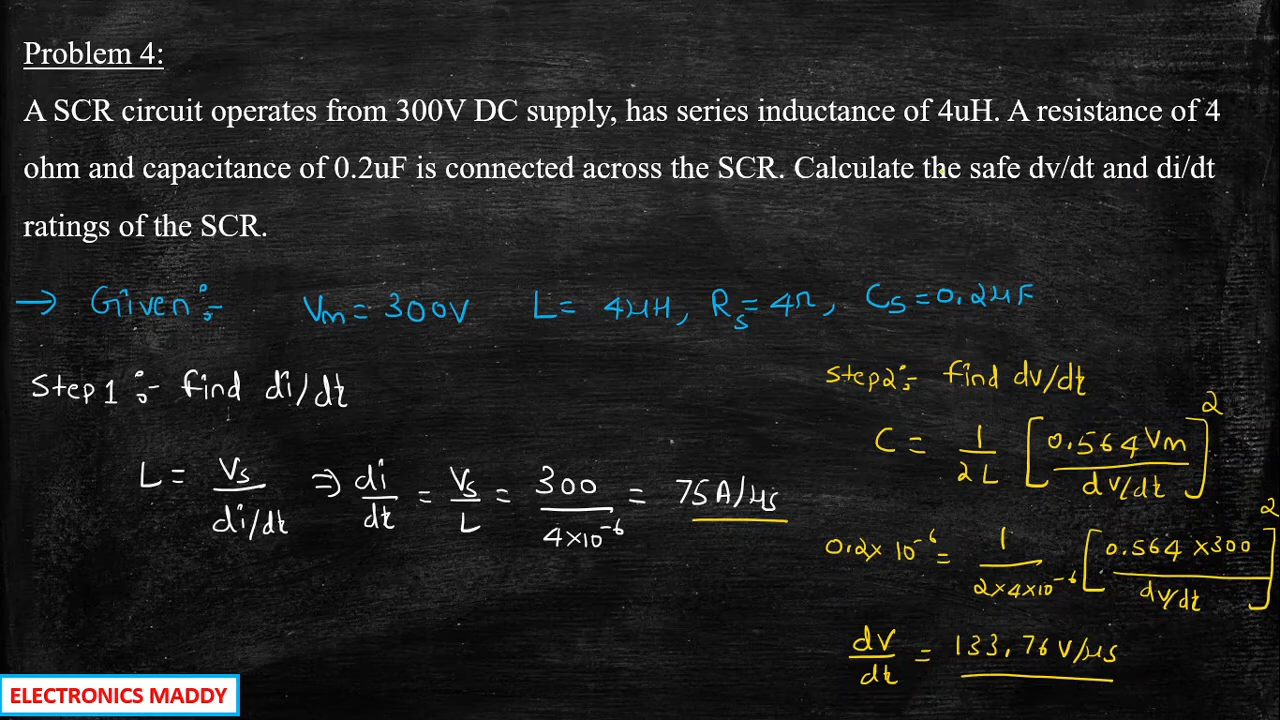 Problem 4:
A SCR circuit operates from 300V DC supply, has series inductance of 4uH. A resistance of 4
ohm and capacitance of 0.2uF is connected across the SCR. Calculate the safe dv/dt and di/dt
ratings of the SCR.
→ Given :- Vm = 300V L = 4μH, Rs = 4Ω, Cs = 0.2μF
Step 1 :- find di/dt
L = Vs / di/dt ⇒ di/dt = Vs/L = 300 / 4×10^-6 = 75A/μs
Step 2 :- find dv/dt
C = 1/2L [0.564 Vm / dv/dt]^2
0.2×10^-6 = 1 / 2×4×10^-6 [0.564×300 / dv/dt]^2
dv/dt = 133.76 V/μs
ELECTRONICS MADDY